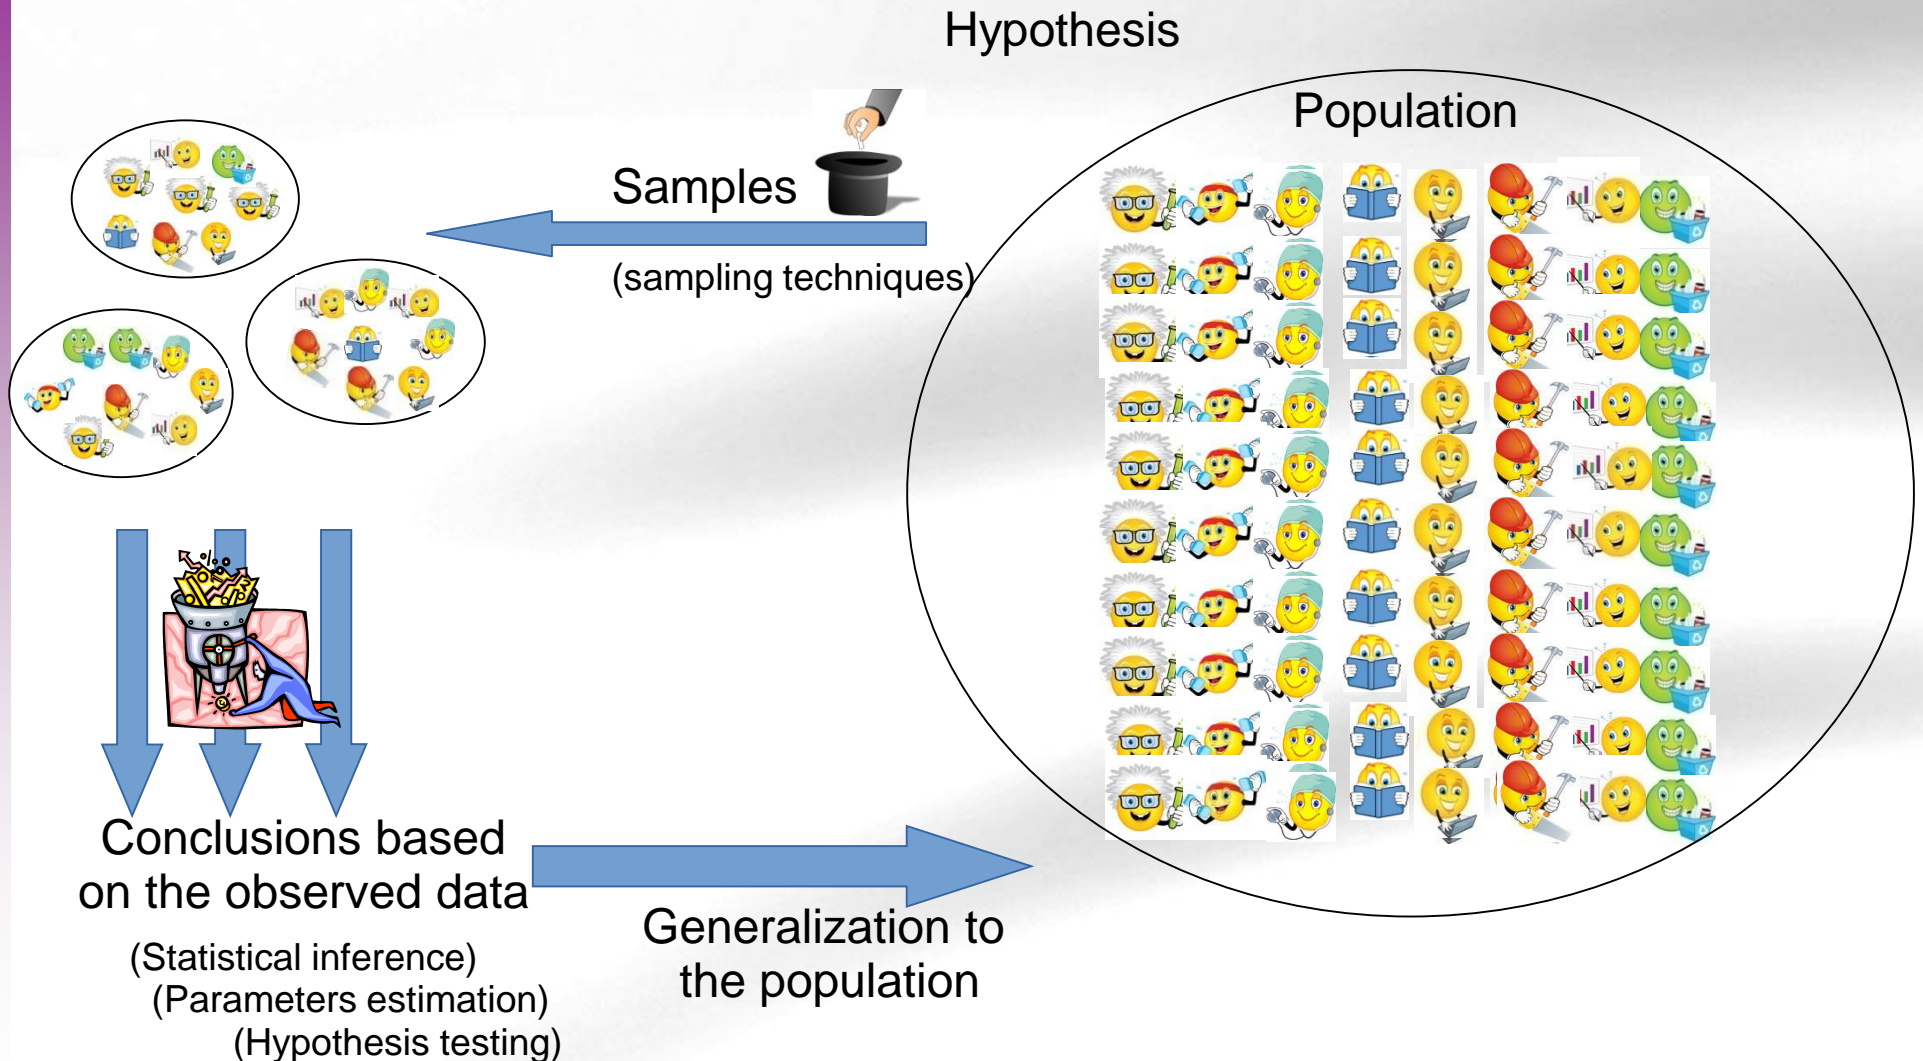 Hypothesis
Population
Samples
(sampling techniques)
Conclusions based
on the observed data
(Statistical inference)
(Parameters estimation)
(Hypothesis testing)
Generalization to
the population